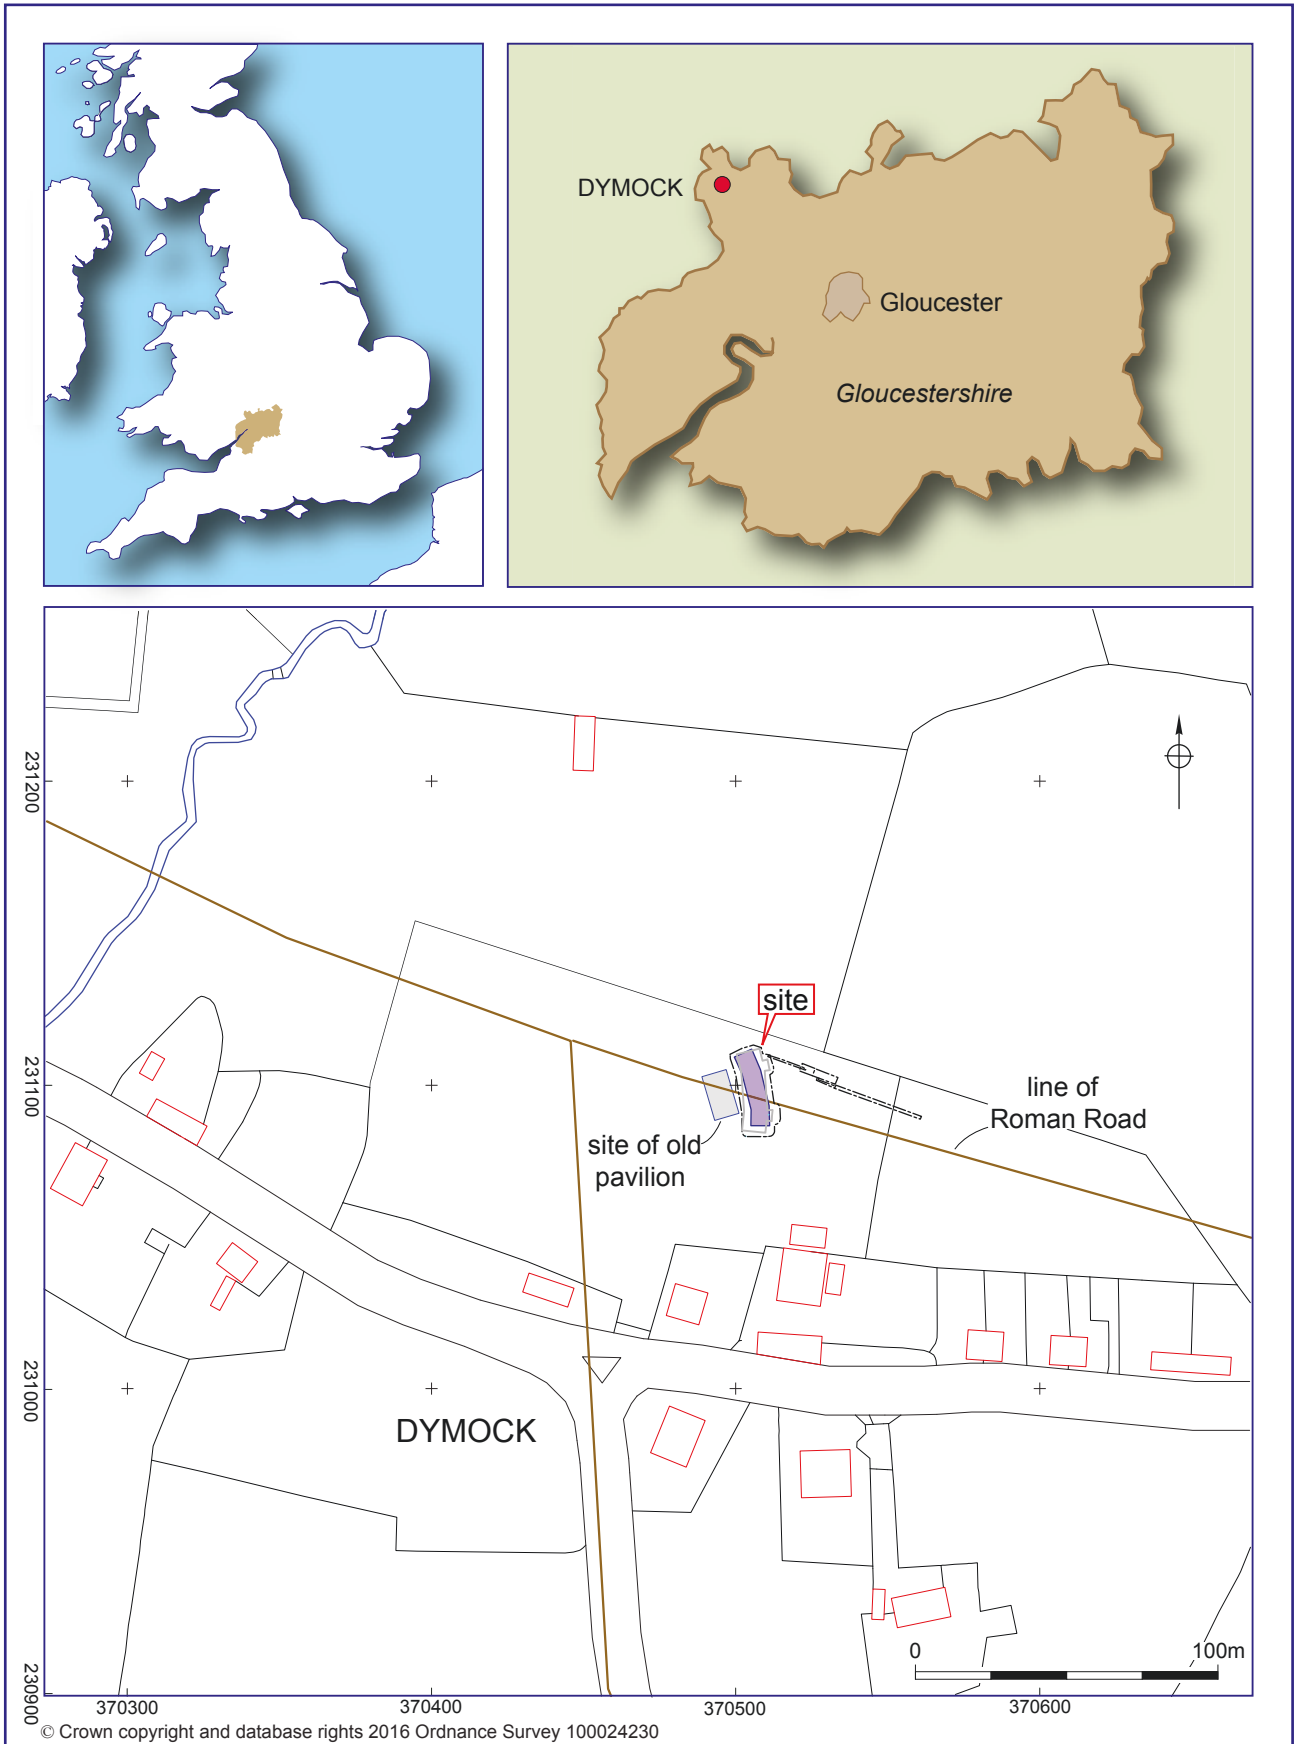 DYMOCK
Gloucester
Gloucestershire
231200
231100
231000
230900
site
line of
Roman Road
site of old
pavilion
DYMOCK
0 100m
370300 370400 370500 370600
© Crown copyright and database rights 2016 Ordnance Survey 100024230